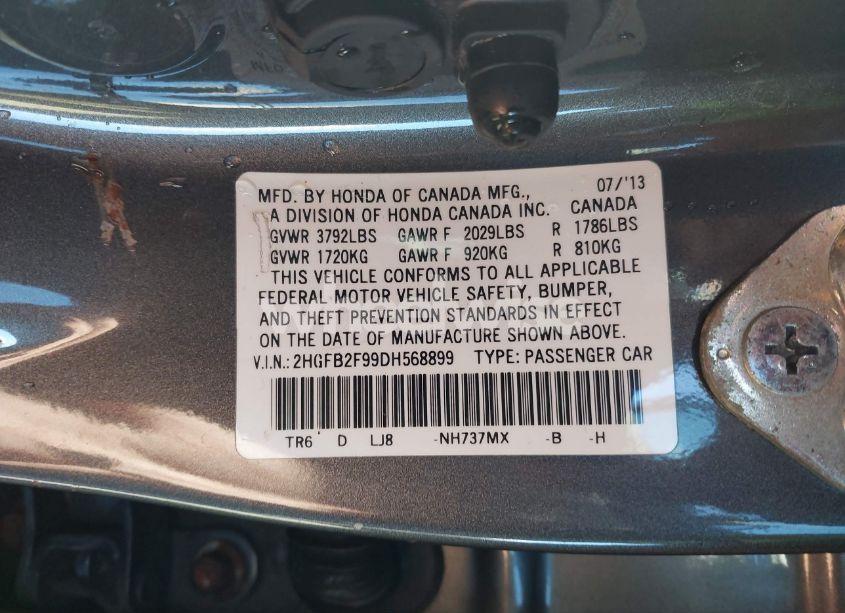 MFD. BY HONDA OF CANADA MFG., 07/'13
A DIVISION OF HONDA CANADA INC. CANADA
GVWR 3792LBS GAWR F 2029LBS R 1786LBS
GVWR 1720KG GAWR F 920KG R 810KG
THIS VEHICLE CONFORMS TO ALL APPLICABLE
FEDERAL MOTOR VEHICLE SAFETY, BUMPER,
AND THEFT PREVENTION STANDARDS IN EFFECT
ON THE DATE OF MANUFACTURE SHOWN ABOVE.
V.I.N.: 2HGFB2F99DH568899 TYPE: PASSENGER CAR
TR6 D LJ8 -NH737MX -B -H